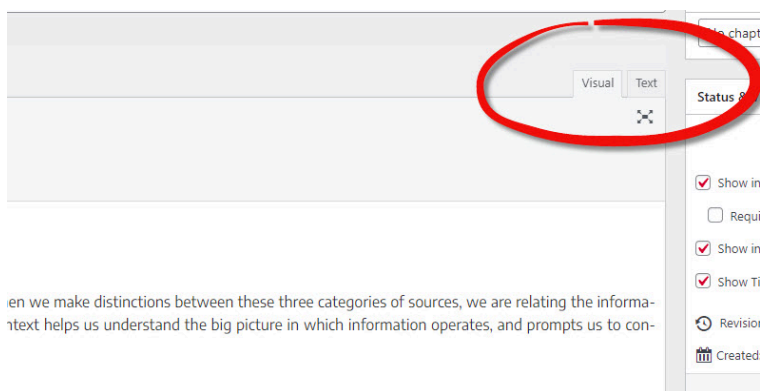 No chapt
Visual Text
Status &
Show in
Requi
Show in
Show Ti
en we make distinctions between these three categories of sources, we are relating the informa-
Revision
ntext helps us understand the big picture in which information operates, and prompts us to con-
Created: